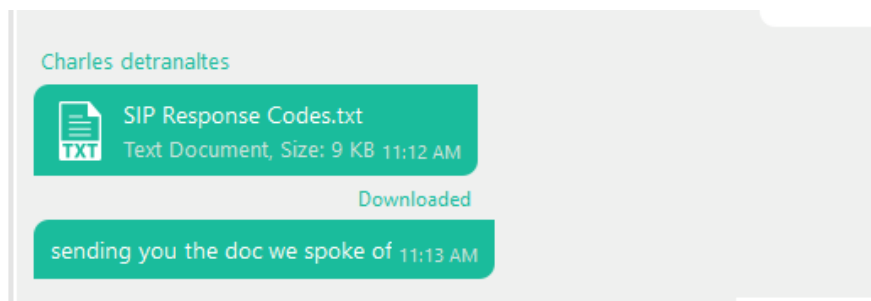 Charles detranaltes
SIP Response Codes.txt
TXT
Text Document, Size: 9 KB 11:12 AM
Downloaded
sending you the doc we spoke of 11:13 AM